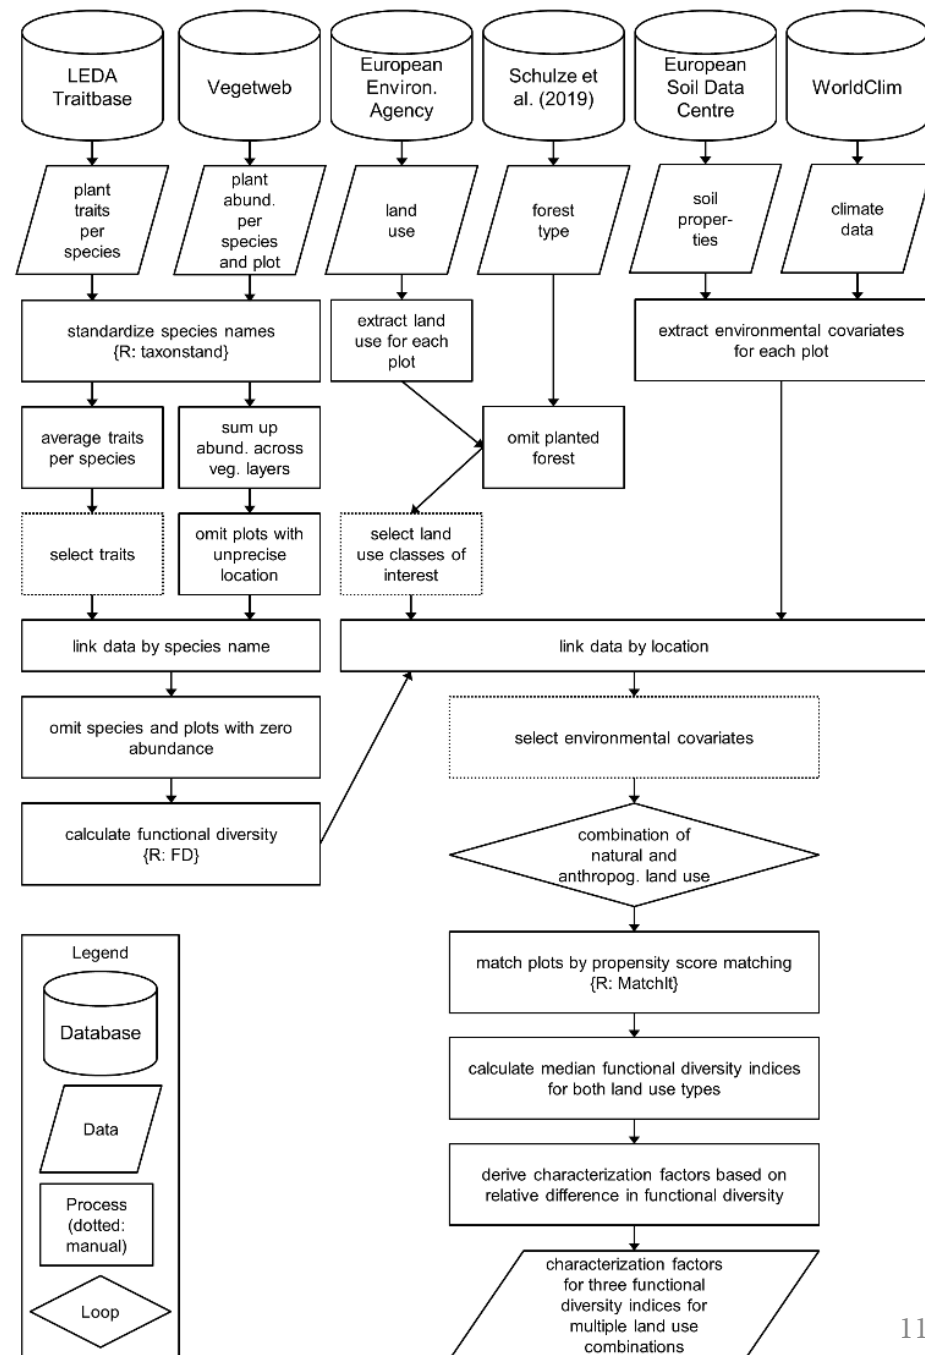 LEDA
Traitbase
Vegetweb
European
Environ.
Agency
Schulze et
al. (2019)
European
Soil Data
Centre
WorldClim
plant
traits
per
species
plant
abund.
per
species
and plot
land
use
forest
type
soil
proper-
ties
climate
data
standardize species names
{R: taxonstand}
extract land
use for each
plot
extract environmental covariates
for each plot
average traits
per species
sum up
abund. across
veg. layers
omit planted
forest
select traits
omit plots with
unprecise
location
select land
use classes of
interest
link data by species name
link data by location
omit species and plots with zero
abundance
select environmental covariates
calculate functional diversity
{R: FD}
combination of
natural and
anthropog. land use
match plots by propensity score matching
{R: MatchIt}
calculate median functional diversity indices
for both land use types
derive characterization factors based on
relative difference in functional diversity
characterization factors
for three functional
diversity indices for
multiple land use
combinations
Legend
Database
Data
Process
(dotted:
manual)
Loop
11